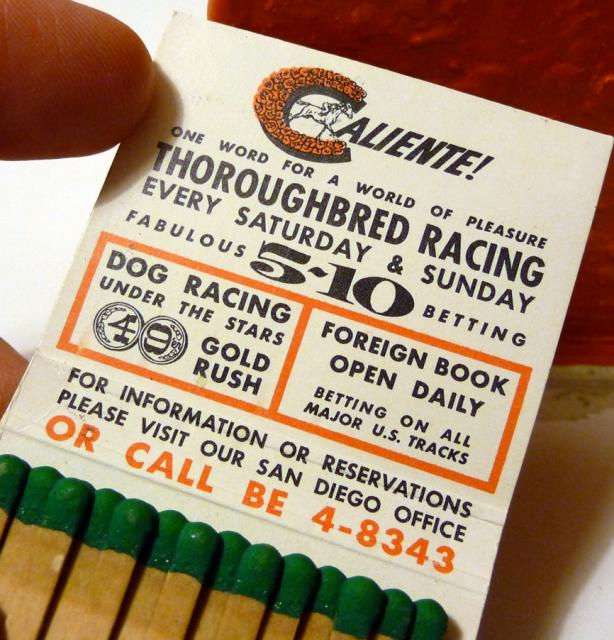 CALIENTE!
ONE WORD FOR A WORLD OF PLEASURE
THOROUGHBRED RACING
EVERY SATURDAY & SUNDAY
FABULOUS 5-10 BETTING
DOG RACING
UNDER THE STARS
49 GOLD
RUSH
FOREIGN BOOK
OPEN DAILY
BETTING ON ALL
MAJOR U.S. TRACKS
FOR INFORMATION OR RESERVATIONS
PLEASE VISIT OUR SAN DIEGO OFFICE
OR CALL BE 4-8343